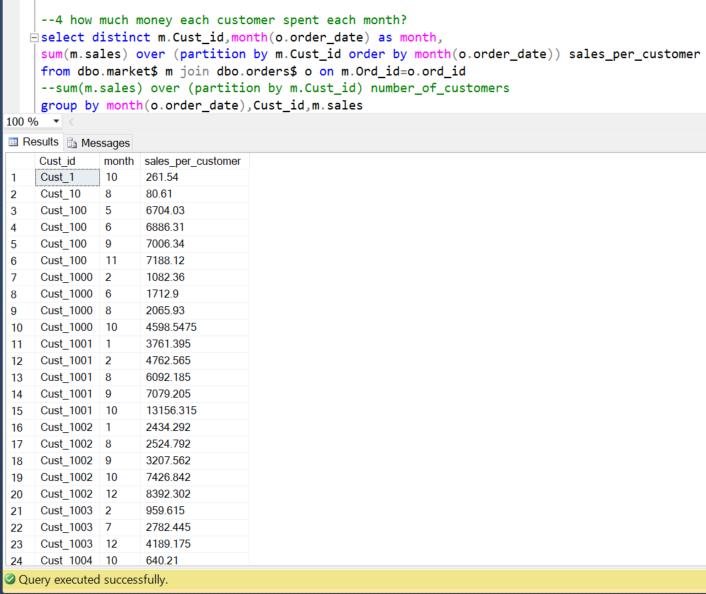 --4 how much money each customer spent each month?
select distinct m.Cust_id,month(o.order_date) as month,
sum(m.sales) over (partition by m.Cust_id order by month(o.order_date)) sales_per_customer
from dbo.market$ m join dbo.orders$ o on m.Ord_id=o.ord_id
--sum(m.sales) over (partition by m.Cust_id) number_of_customers
group by month(o.order_date),Cust_id,m.sales
100 %
Results Messages
Cust_id month sales_per_customer
1 Cust_1 10 261.54
2 Cust_10 8 80.61
3 Cust_100 5 6704.03
4 Cust_100 6 6886.31
5 Cust_100 9 7006.34
6 Cust_100 11 7188.12
7 Cust_1000 2 1082.36
8 Cust_1000 6 1712.9
9 Cust_1000 8 2065.93
10 Cust_1000 10 4598.5475
11 Cust_1001 1 3761.395
12 Cust_1001 2 4762.565
13 Cust_1001 8 6092.185
14 Cust_1001 9 7079.205
15 Cust_1001 10 13156.315
16 Cust_1002 1 2434.292
17 Cust_1002 8 2524.792
18 Cust_1002 9 3207.562
19 Cust_1002 10 7426.842
20 Cust_1002 12 8392.302
21 Cust_1003 2 959.615
22 Cust_1003 7 2782.445
23 Cust_1003 12 4189.175
24 Cust_1004 10 640.21
Query executed successfully.